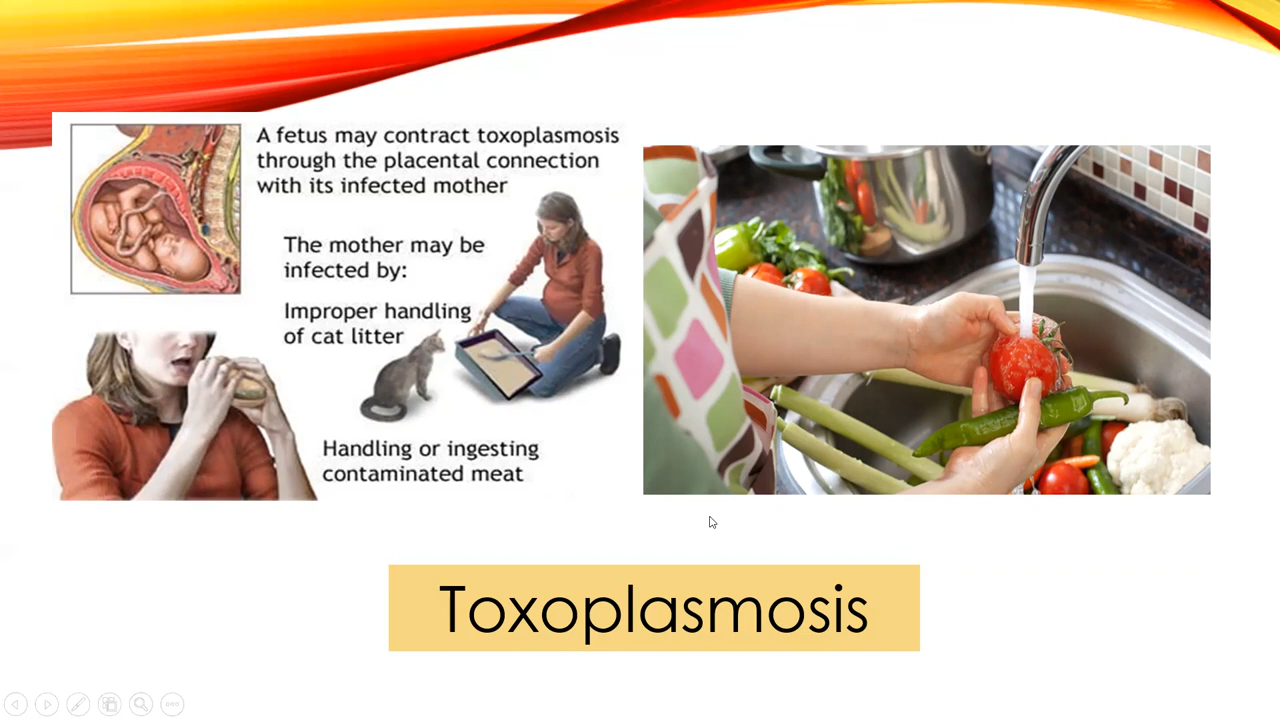 A fetus may contract toxoplasmosis
through the placental connection
with its infected mother
The mother may be
infected by:
Improper handling
of cat litter
Handling or ingesting
contaminated meat
Toxoplasmosis